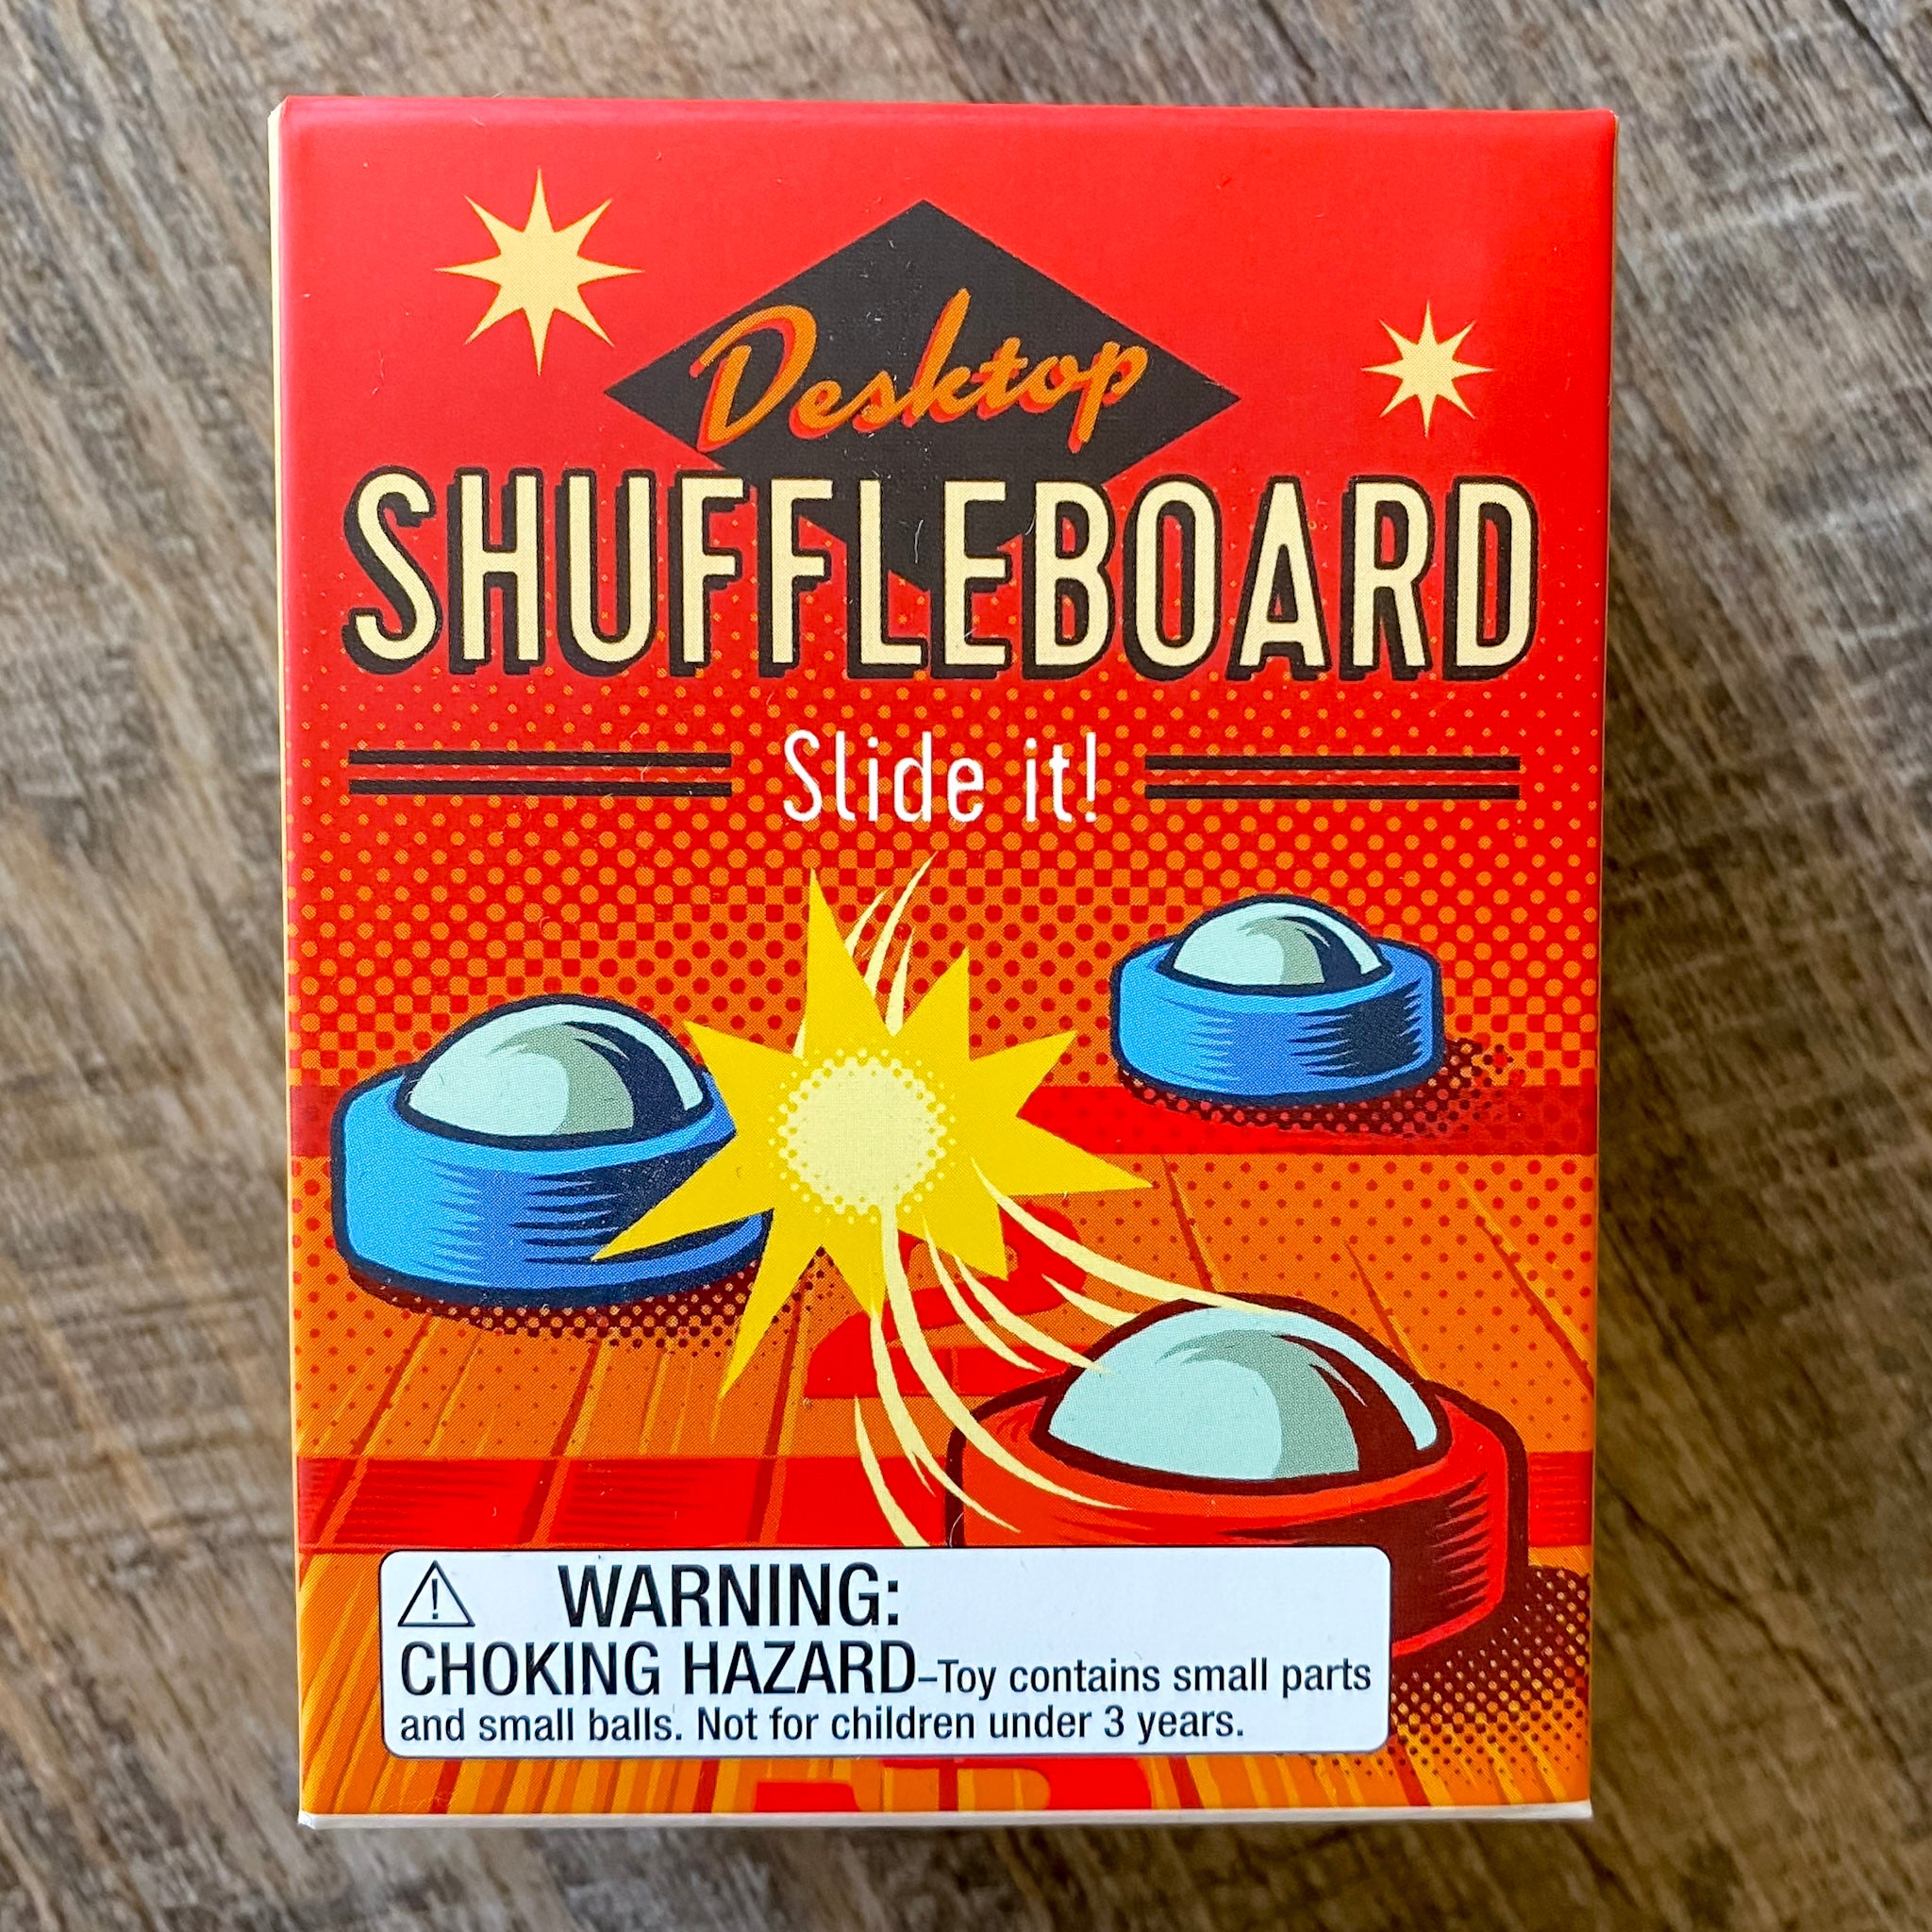 Desktop
SHUFFLEBOARD
Slide it!
WARNING:
CHOKING HAZARD–Toy contains small parts
and small balls. Not for children under 3 years.